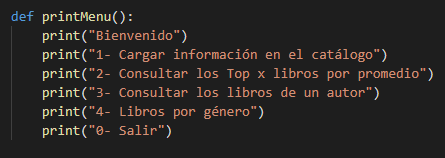 def printMenu():
    print("Bienvenido")
    print("1- Cargar información en el catálogo")
    print("2- Consultar los Top x libros por promedio")
    print("3- Consultar los libros de un autor")
    print("4- Libros por género")
    print("0- Salir")